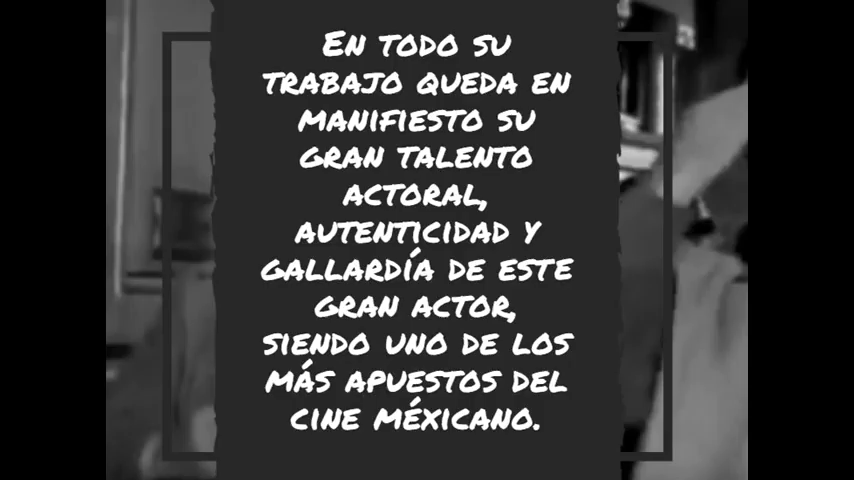 En todo su
trabajo queda en
manifiesto su
gran talento
actoral,
autenticidad y
gallardía de este
gran actor,
siendo uno de los
más apuestos del
cine méxicano.